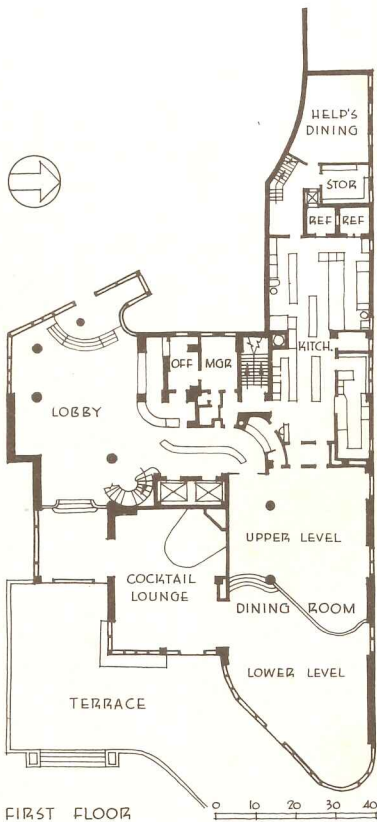 HELP'S
DINING
STOR
REF REF
KITCH.
OFF MGR
LOBBY
UPPER LEVEL
COCKTAIL
LOUNGE
DINING ROOM
LOWER LEVEL
TERRACE
FIRST FLOOR
0 10 20 30 40